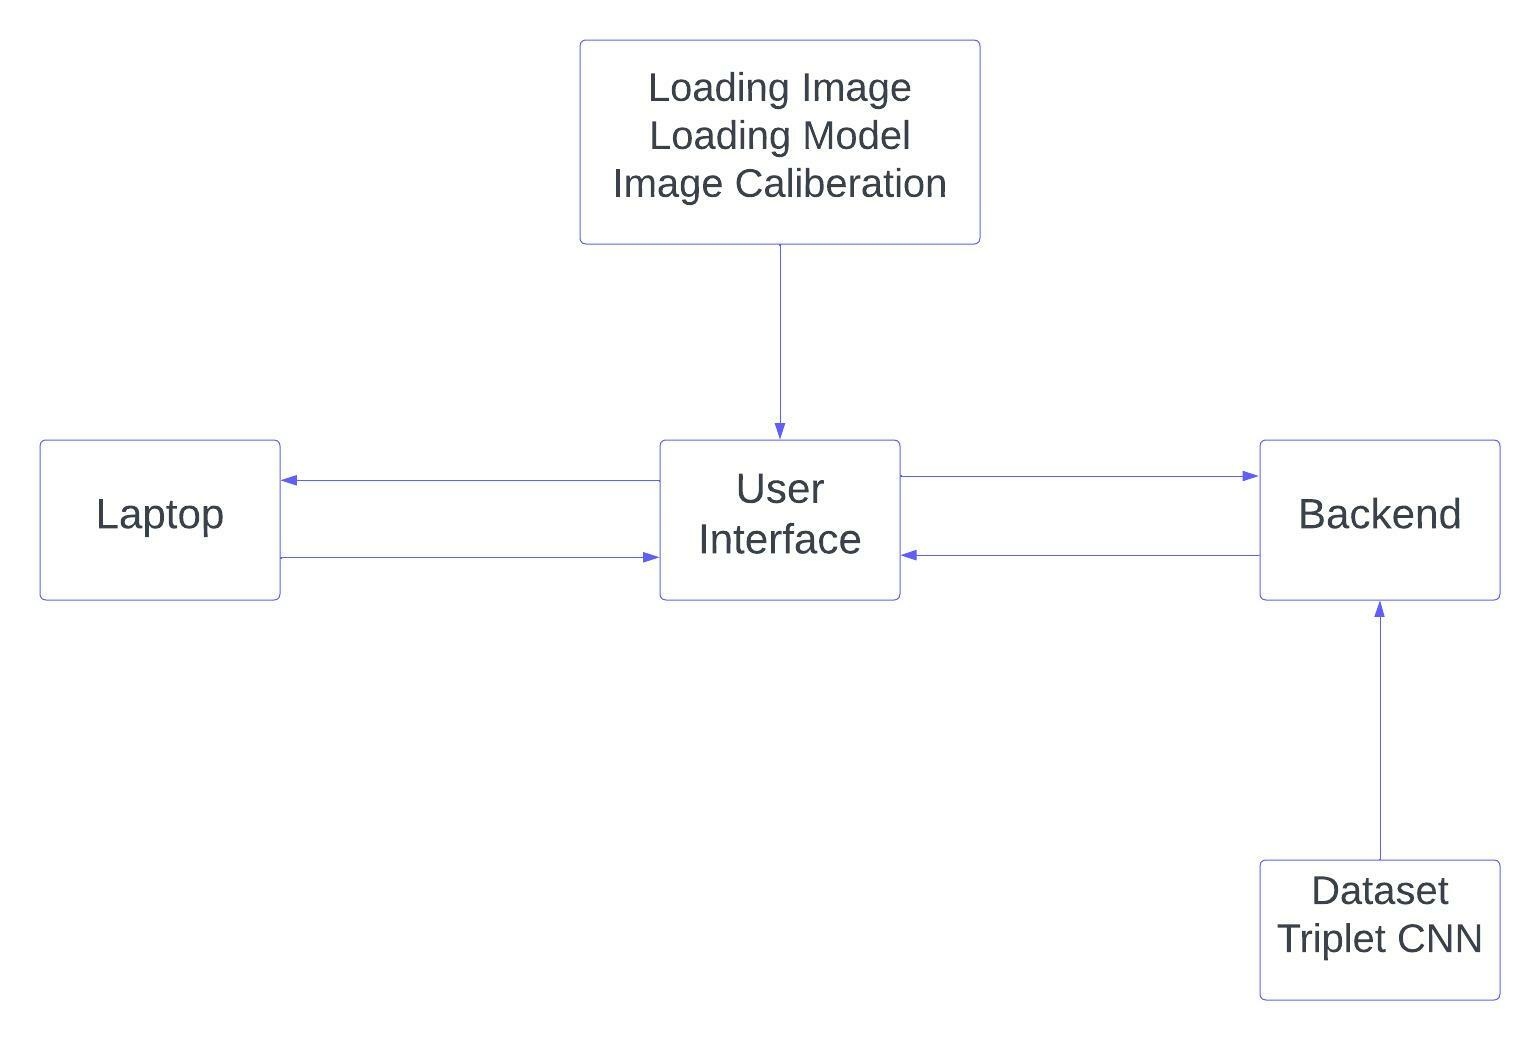 Loading Image
Loading Model
Image Caliberation
Laptop
User
Interface
Backend
Dataset
Triplet CNN